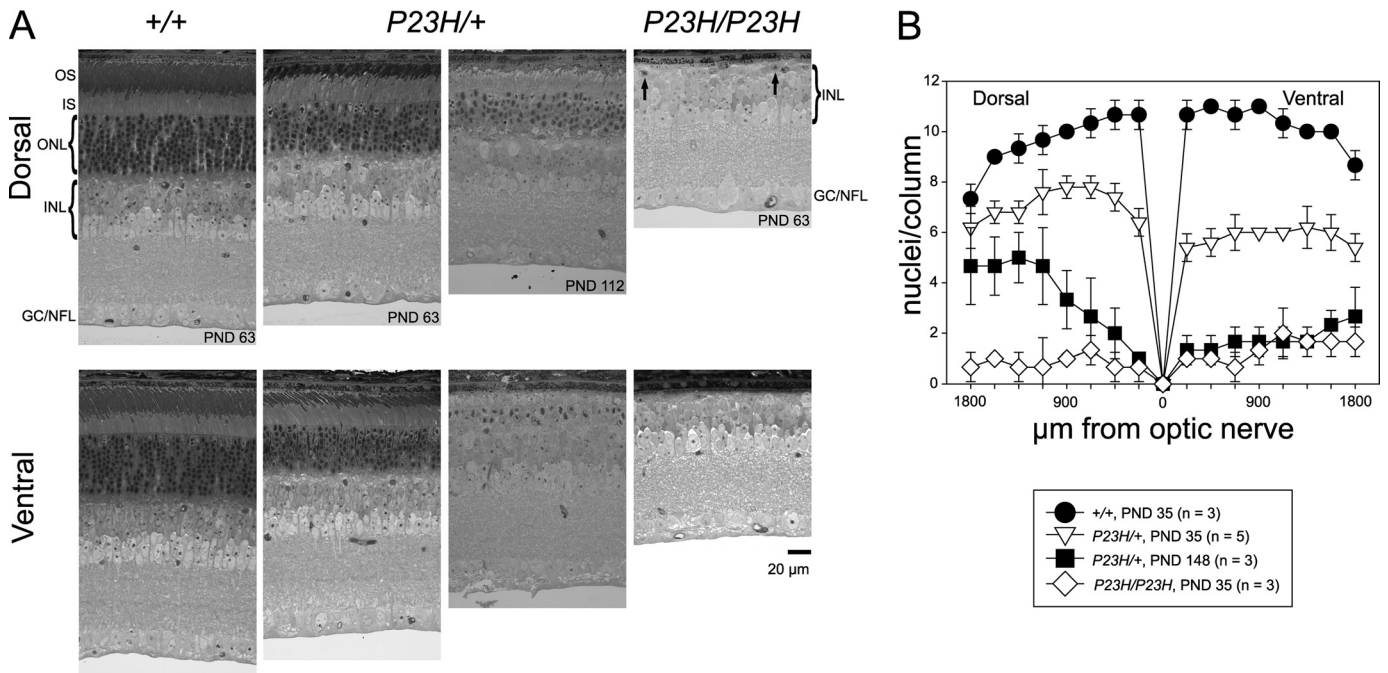 A
+/+
P23H/+
P23H/P23H
Dorsal
OS
IS
ONL
INL
GC/NFL
PND 63
PND 63
PND 112
INL
GC/NFL
PND 63
Ventral
20 µm
B
12
10
8
6
4
2
0
nuclei/column
Dorsal
Ventral
1800
900
0
900
1800
µm from optic nerve
+/+, PND 35 (n = 3)
P23H/+, PND 35 (n = 5)
P23H/+, PND 148 (n = 3)
P23H/P23H, PND 35 (n = 3)